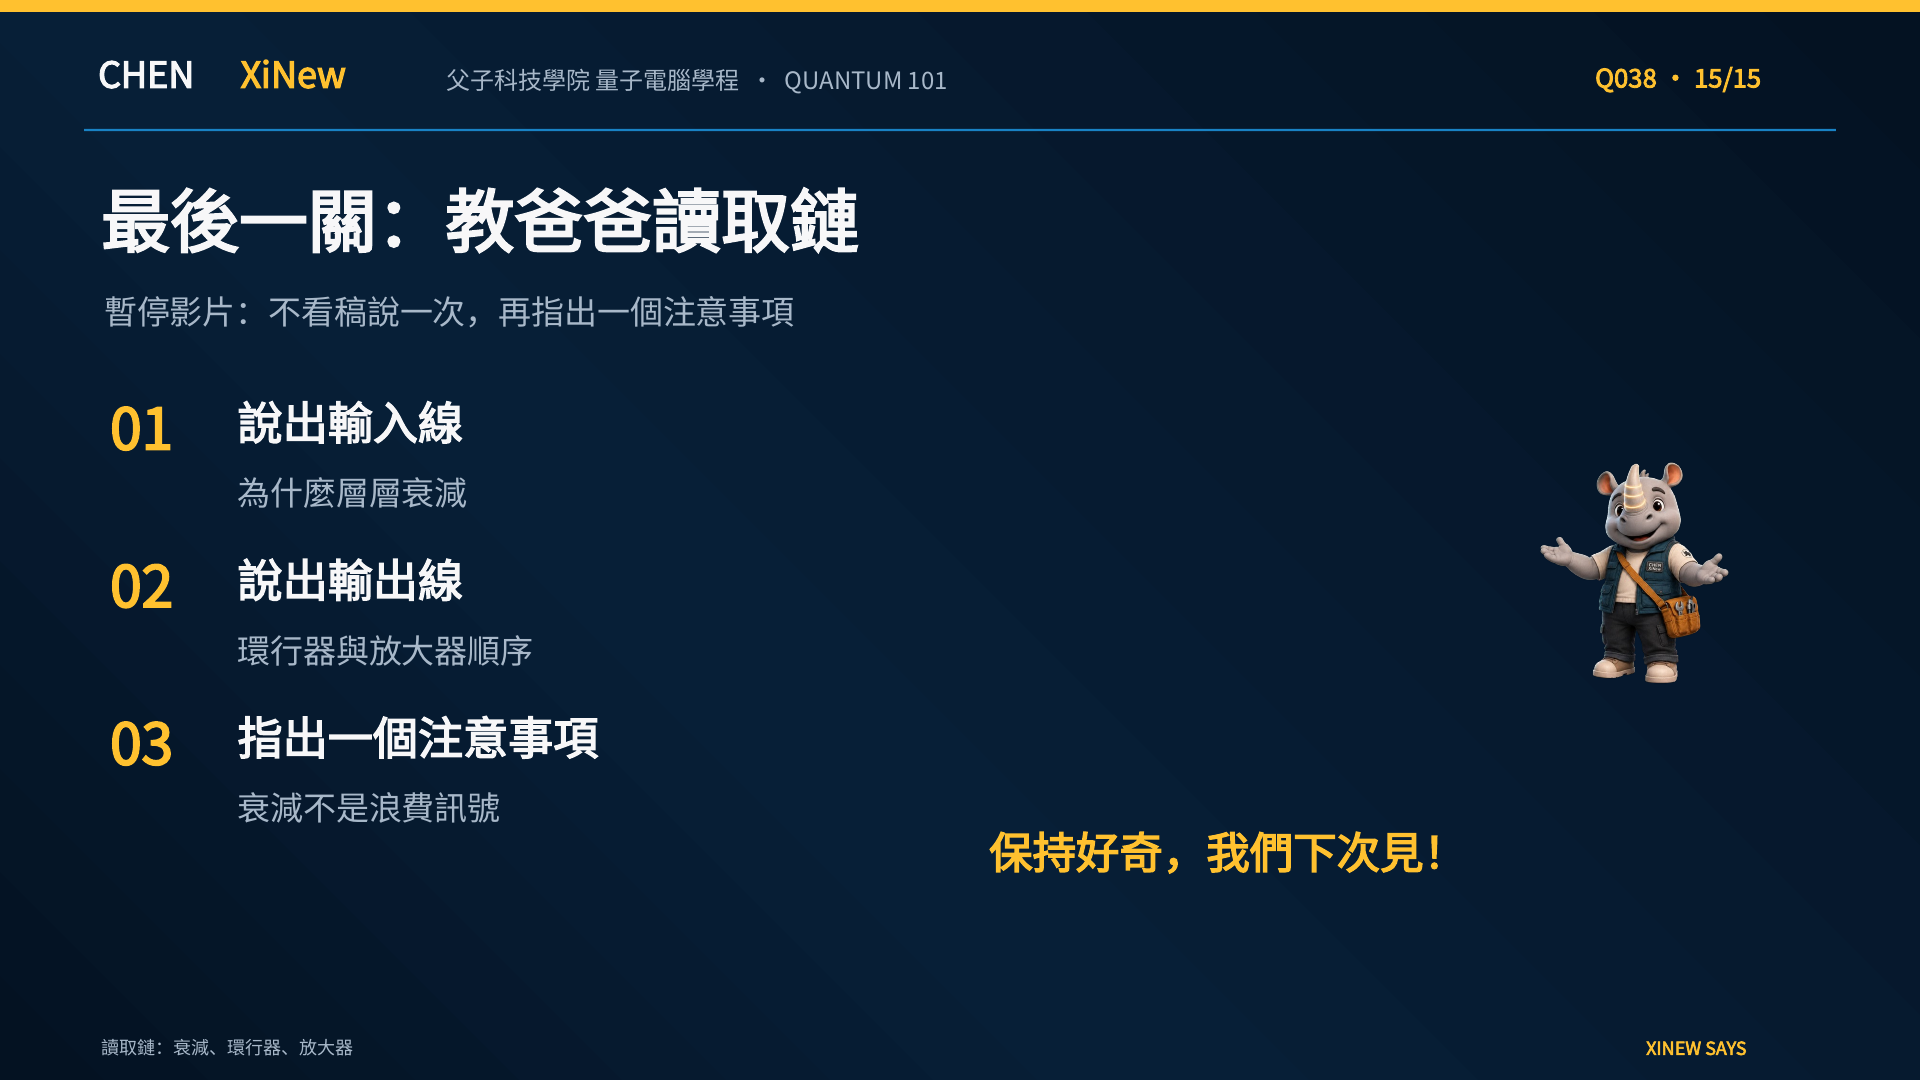 CHEN XiNew 父子科技學院 量子電腦學程 • QUANTUM 101 Q038 • 15/15
最後一關：教爸爸讀取鏈
暫停影片：不看稿說一次，再指出一個注意事項
01 說出輸入線
為什麼層層衰減
02 說出輸出線
環行器與放大器順序
03 指出一個注意事項
衰減不是浪費訊號
保持好奇，我們下次見！
讀取鏈：衰減、環行器、放大器 XINEW SAYS